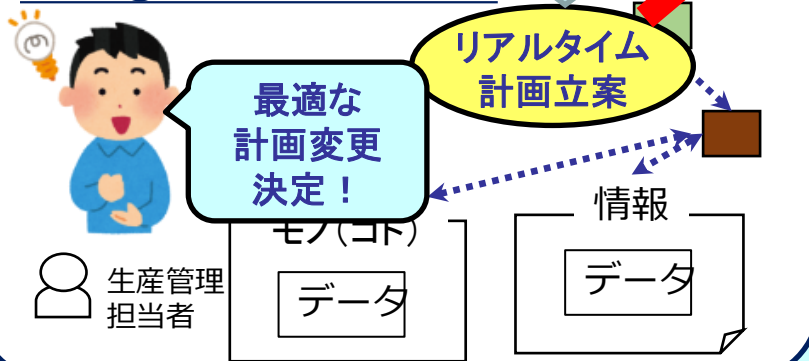 リアルタイム
計画立案
最適な
計画変更
決定！
情報
モノ(コト)
データ
データ
生産管理
担当者